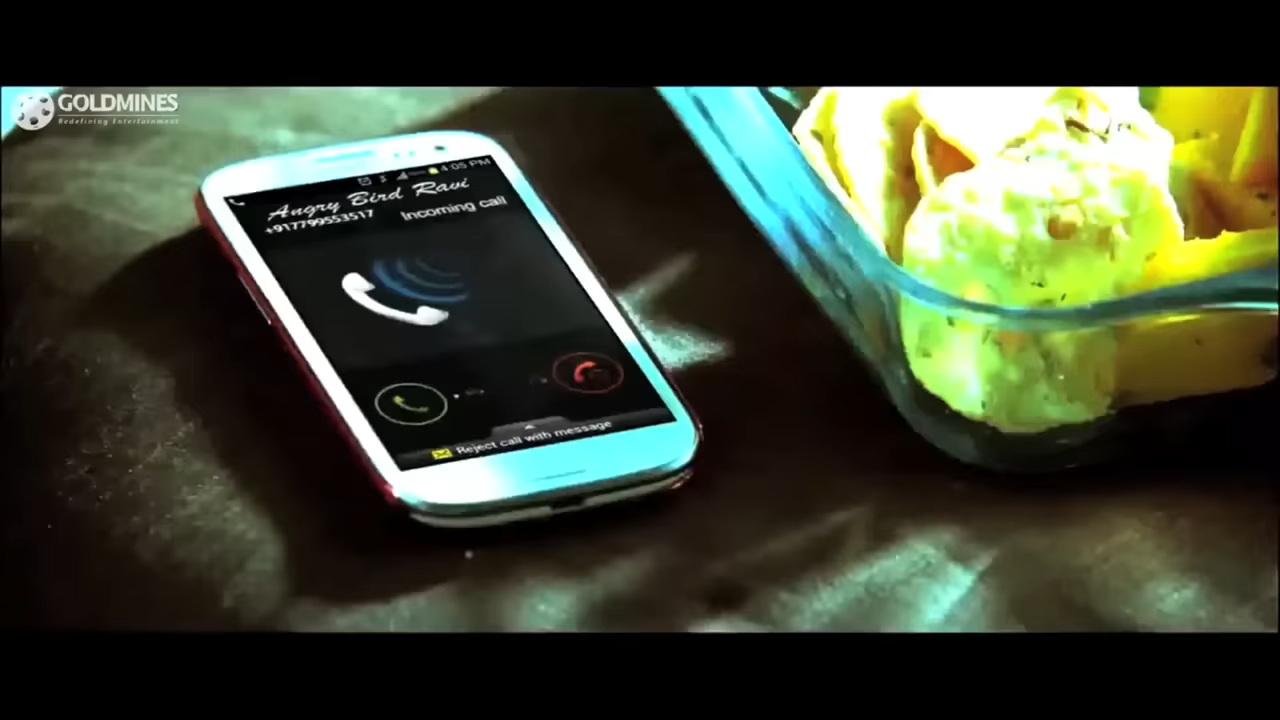 GOLDMINES
Redefining Entertainment
4:05 PM
Angry Bird Ravi
+917799553517 Incoming call
Reject call with message